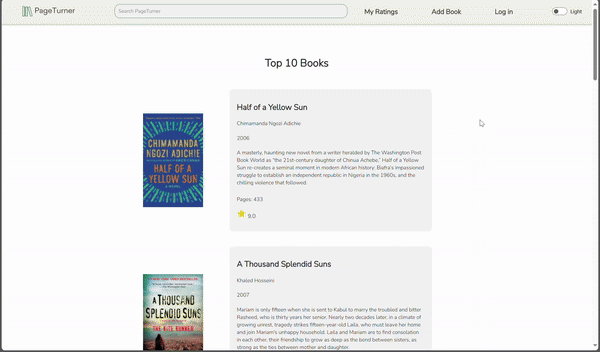 PageTurner
Search PageTurner
My Ratings
Add Book
Log in
Light
Top 10 Books
CHIMAMANDA
NGOZI ADICHIE
HALF OF A
YELLOW SUN
A NOVEL
Half of a Yellow Sun
Chimamanda Ngozi Adichie
2006
A masterly, haunting new novel from a writer heralded by The Washington Post
Book World as "the 21st-century daughter of Chinua Achebe," Half of a
Yellow Sun re-creates a seminal moment in modern African history: Biafra's impassioned
struggle to establish an independent republic in Nigeria in the 1960s, and the
chilling violence that followed.
Pages: 433
9.0
A THOUSAND
SPLENDID SUNS
THE KITE RUNNER
A Thousand Splendid Suns
Khaled Hosseini
2007
Mariam is only fifteen when she is sent to Kabul to marry the troubled and bitter
Rasheed, who is thirty years her senior. Nearly two decades later, in a climate of
growing unrest, tragedy strikes fifteen-year-old Laila, who must leave her home
and join Mariam's unhappy household. Laila and Mariam are to find consolation
in each other, their friendship to grow as deep as the bond between sisters, as
strong as the ties between mother and daughter.